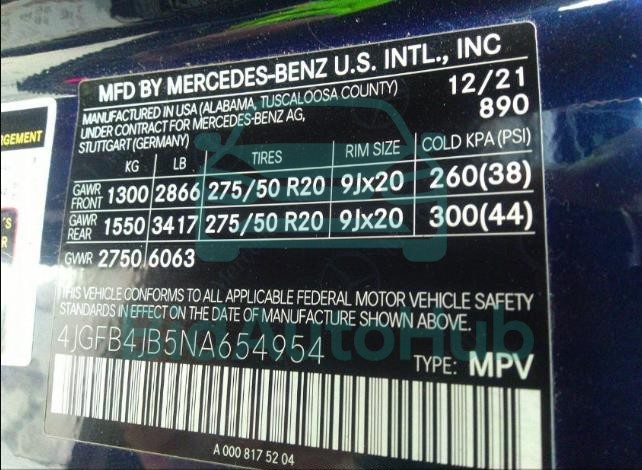 MFD BY MERCEDES-BENZ U.S. INTL., INC
MANUFACTURED IN USA (ALABAMA, TUSCALOOSA COUNTY) 12/21
UNDER CONTRACT FOR MERCEDES-BENZ AG, 890
STUTTGART (GERMANY)
KG LB TIRES RIM SIZE COLD KPA (PSI)
GAWR FRONT 1300 2866 275/50 R20 9Jx20 260(38)
GAWR REAR 1550 3417 275/50 R20 9Jx20 300(44)
GVWR 2750 6063
THIS VEHICLE CONFORMS TO ALL APPLICABLE FEDERAL MOTOR VEHICLE SAFETY
STANDARDS IN EFFECT ON THE DATE OF MANUFACTURE SHOWN ABOVE.
4JGFB4JB5NA654954
TYPE: MPV
A 000 817 52 04
AutoHub